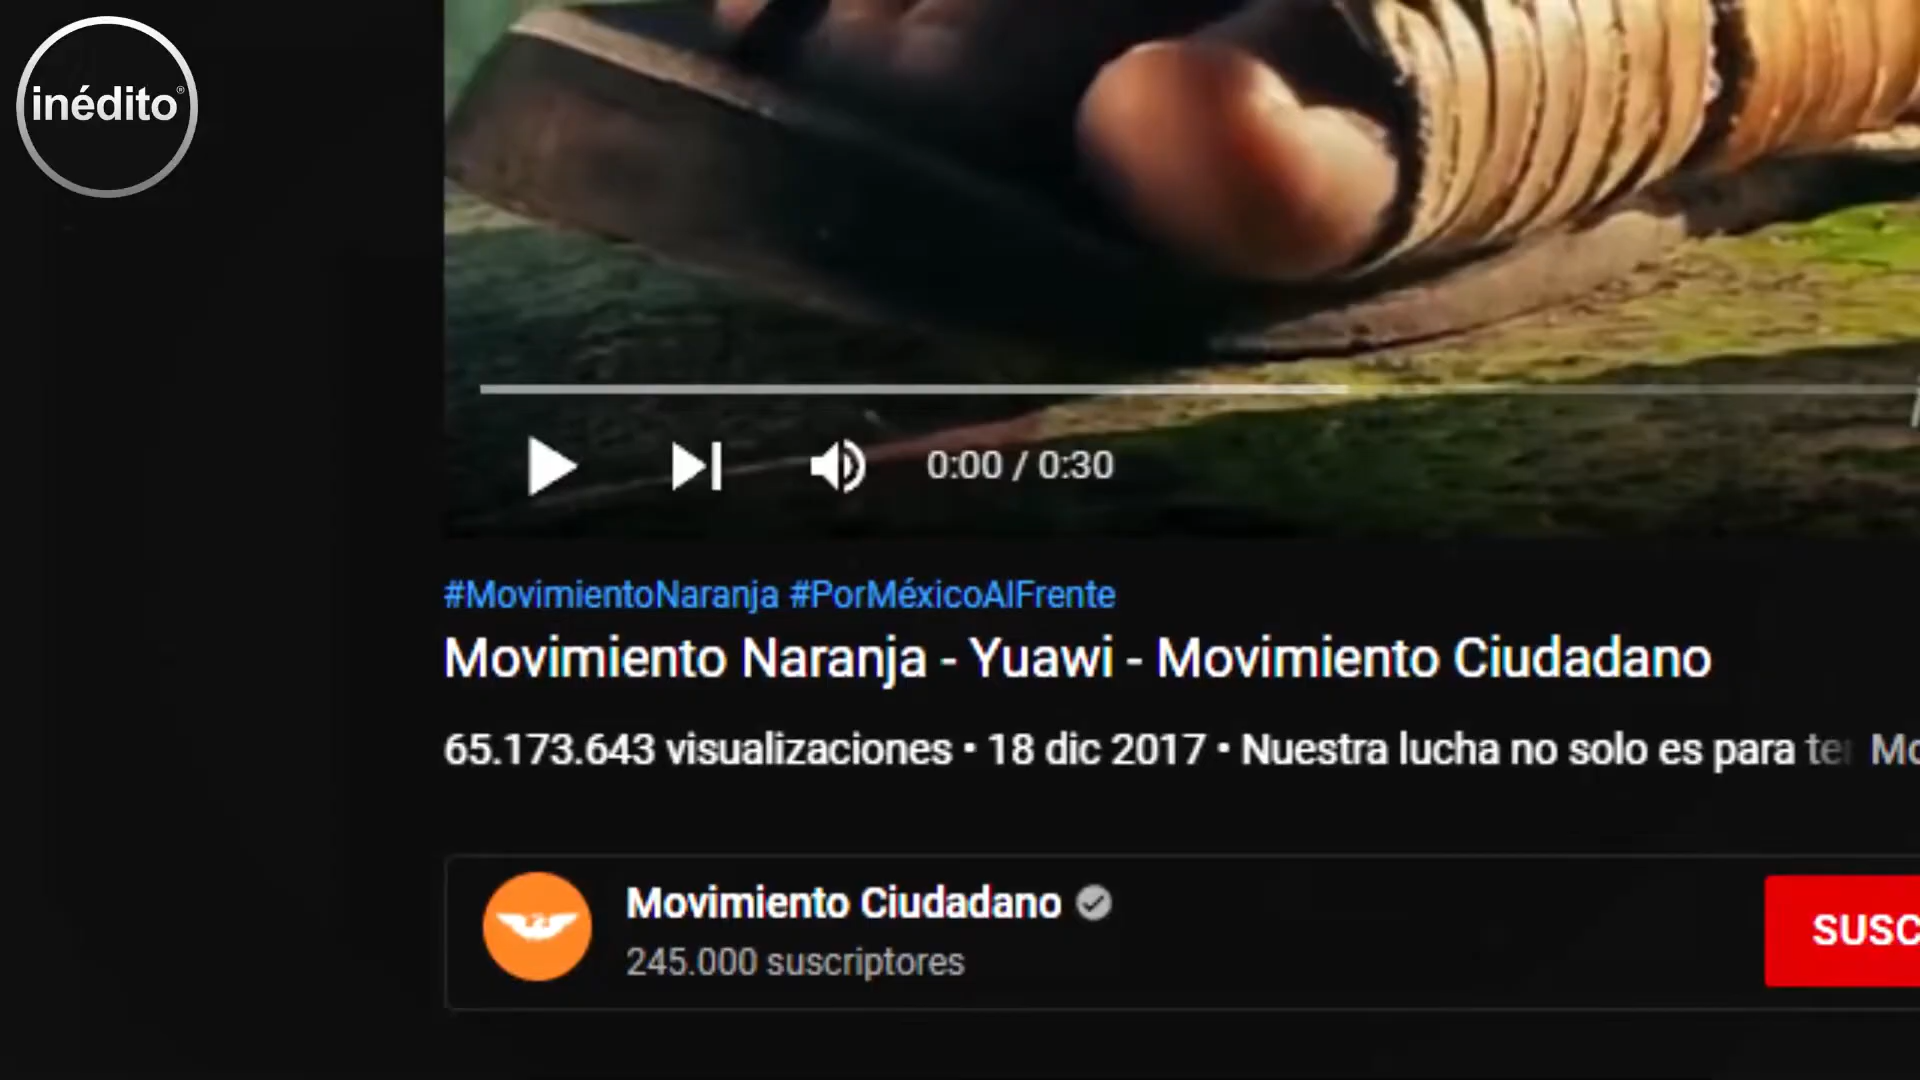 inédito®
0:00 / 0:30
#MovimientoNaranja #PorMéxicoAlFrente
Movimiento Naranja - Yuawi - Movimiento Ciudadano
65.173.643 visualizaciones • 18 dic 2017 • Nuestra lucha no solo es para
Movimiento Ciudadano
245.000 suscriptores
SUSC